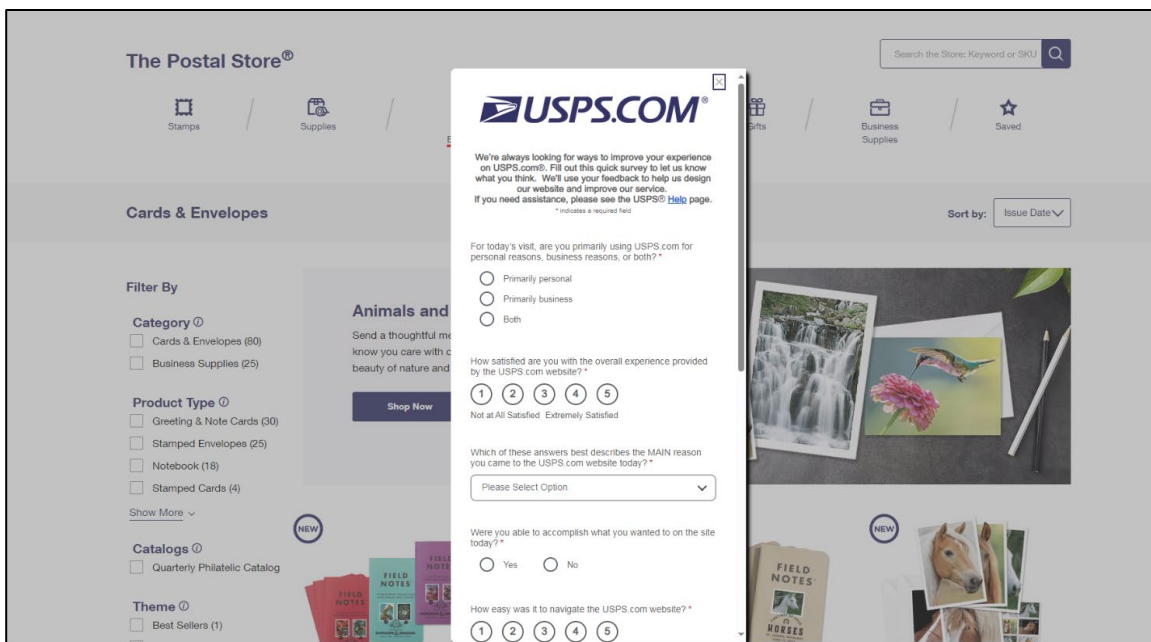 The Postal Store®
Search the Store: Keyword or SKU
Stamps
Supplies
Gifts
Business
Supplies
Saved
Cards & Envelopes
Sort by:
Issue Date
Filter By
Category
Cards & Envelopes (80)
Business Supplies (25)
Product Type
Greeting & Note Cards (30)
Stamped Envelopes (25)
Notebook (18)
Stamped Cards (4)
Show More
Catalogs
Quarterly Philatelic Catalog
Theme
Best Sellers (1)
Animals and
Send a thoughtful
know you care with
beauty of nature and
Shop Now
NEW
FIELD
NOTES
USPS.COM®
We're always looking for ways to improve your experience
on USPS.com®. Fill out this quick survey to let us know
what you think. We'll use your feedback to help us design
our website and improve our service.
If you need assistance, please see the USPS® Help page.
* indicates a required field
For today's visit, are you primarily using USPS.com for
personal reasons, business reasons, or both? *
Primarily personal
Primarily business
Both
How satisfied are you with the overall experience provided
by the USPS.com website? *
1 2 3 4 5
Not at All Satisfied Extremely Satisfied
Which of these answers best describes the MAIN reason
you came to the USPS.com website today? *
Please Select Option
Were you able to accomplish what you wanted to on the site
today? *
Yes No
How easy was it to navigate the USPS.com website? *
1 2 3 4 5
FIELD
NOTES
HORSES
NEW